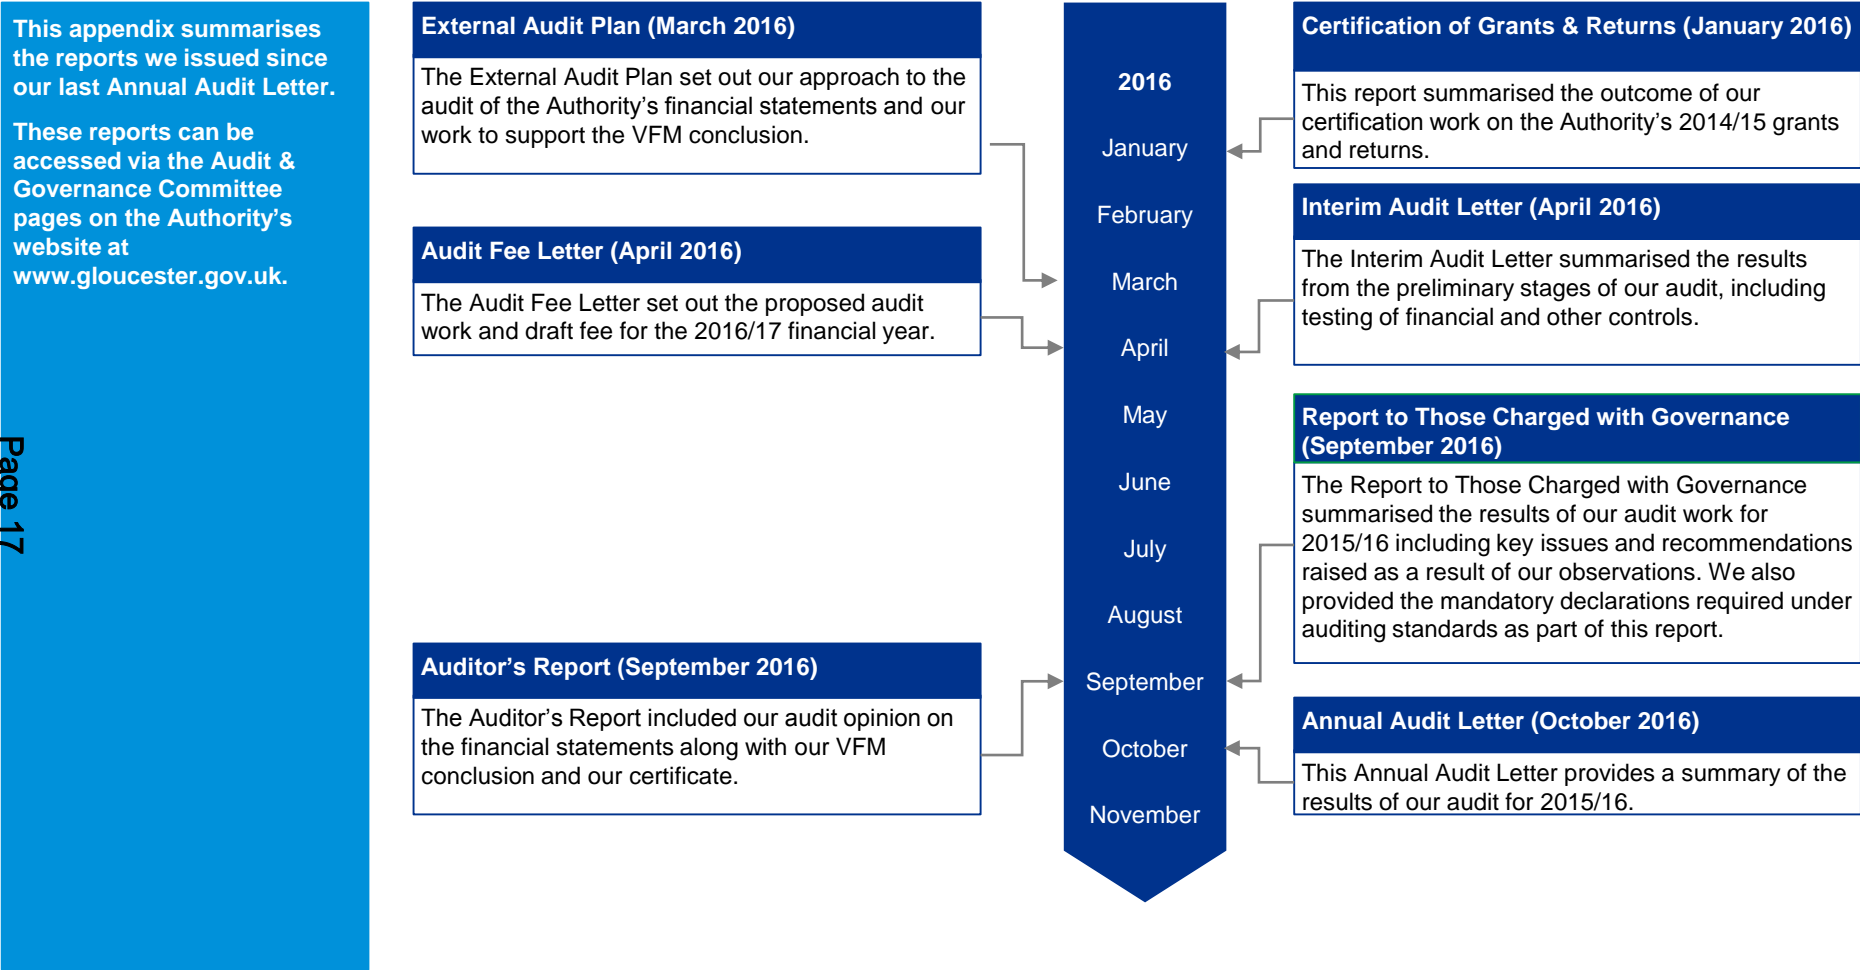 This appendix summarises
the reports we issued since
our last Annual Audit Letter.
These reports can be
accessed via the Audit &
Governance Committee
pages on the Authority's
website at
www.gloucester.gov.uk.
Page 17
External Audit Plan (March 2016)
The External Audit Plan set out our approach to the
audit of the Authority's financial statements and our
work to support the VFM conclusion.
Audit Fee Letter (April 2016)
The Audit Fee Letter set out the proposed audit
work and draft fee for the 2016/17 financial year.
Auditor's Report (September 2016)
The Auditor's Report included our audit opinion on
the financial statements along with our VFM
conclusion and our certificate.
2016
January
February
March
April
May
June
July
August
September
October
November
Certification of Grants & Returns (January 2016)
This report summarised the outcome of our
certification work on the Authority's 2014/15 grants
and returns.
Interim Audit Letter (April 2016)
The Interim Audit Letter summarised the results
from the preliminary stages of our audit, including
testing of financial and other controls.
Report to Those Charged with Governance
(September 2016)
The Report to Those Charged with Governance
summarised the results of our audit work for
2015/16 including key issues and recommendations
raised as a result of our observations. We also
provided the mandatory declarations required under
auditing standards as part of this report.
Annual Audit Letter (October 2016)
This Annual Audit Letter provides a summary of the
results of our audit for 2015/16.